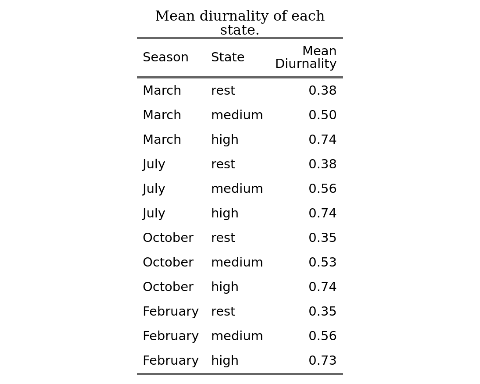 Mean diurnality of each
state.
Season State Mean
Diurnality
March rest 0.38
March medium 0.50
March high 0.74
July rest 0.38
July medium 0.56
July high 0.74
October rest 0.35
October medium 0.53
October high 0.74
February rest 0.35
February medium 0.56
February high 0.73